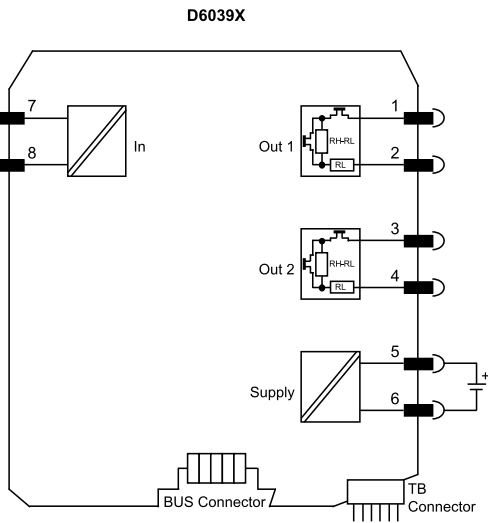 D6039X
7
8
In
1
2
Out 1
RH-RL
RL
3
4
Out 2
RH-RL
RL
5
6
Supply
+
BUS Connector
TB
Connector